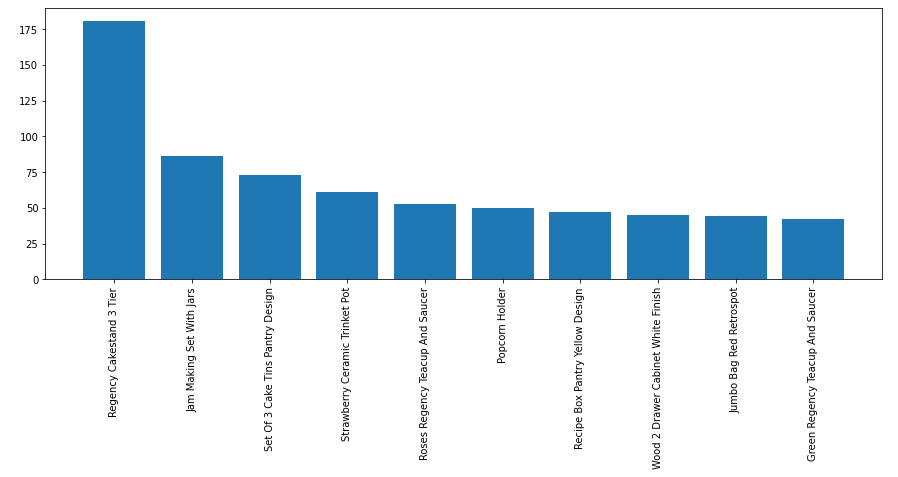 175
150
125
100
75
50
25
0
Regency Cakestand 3 Tier
Jam Making Set With Jars
Set Of 3 Cake Tins Pantry Design
Strawberry Ceramic Trinket Pot
Roses Regency Teacup And Saucer
Popcorn Holder
Recipe Box Pantry Yellow Design
Wood 2 Drawer Cabinet White Finish
Jumbo Bag Red Retrospot
Green Regency Teacup And Saucer